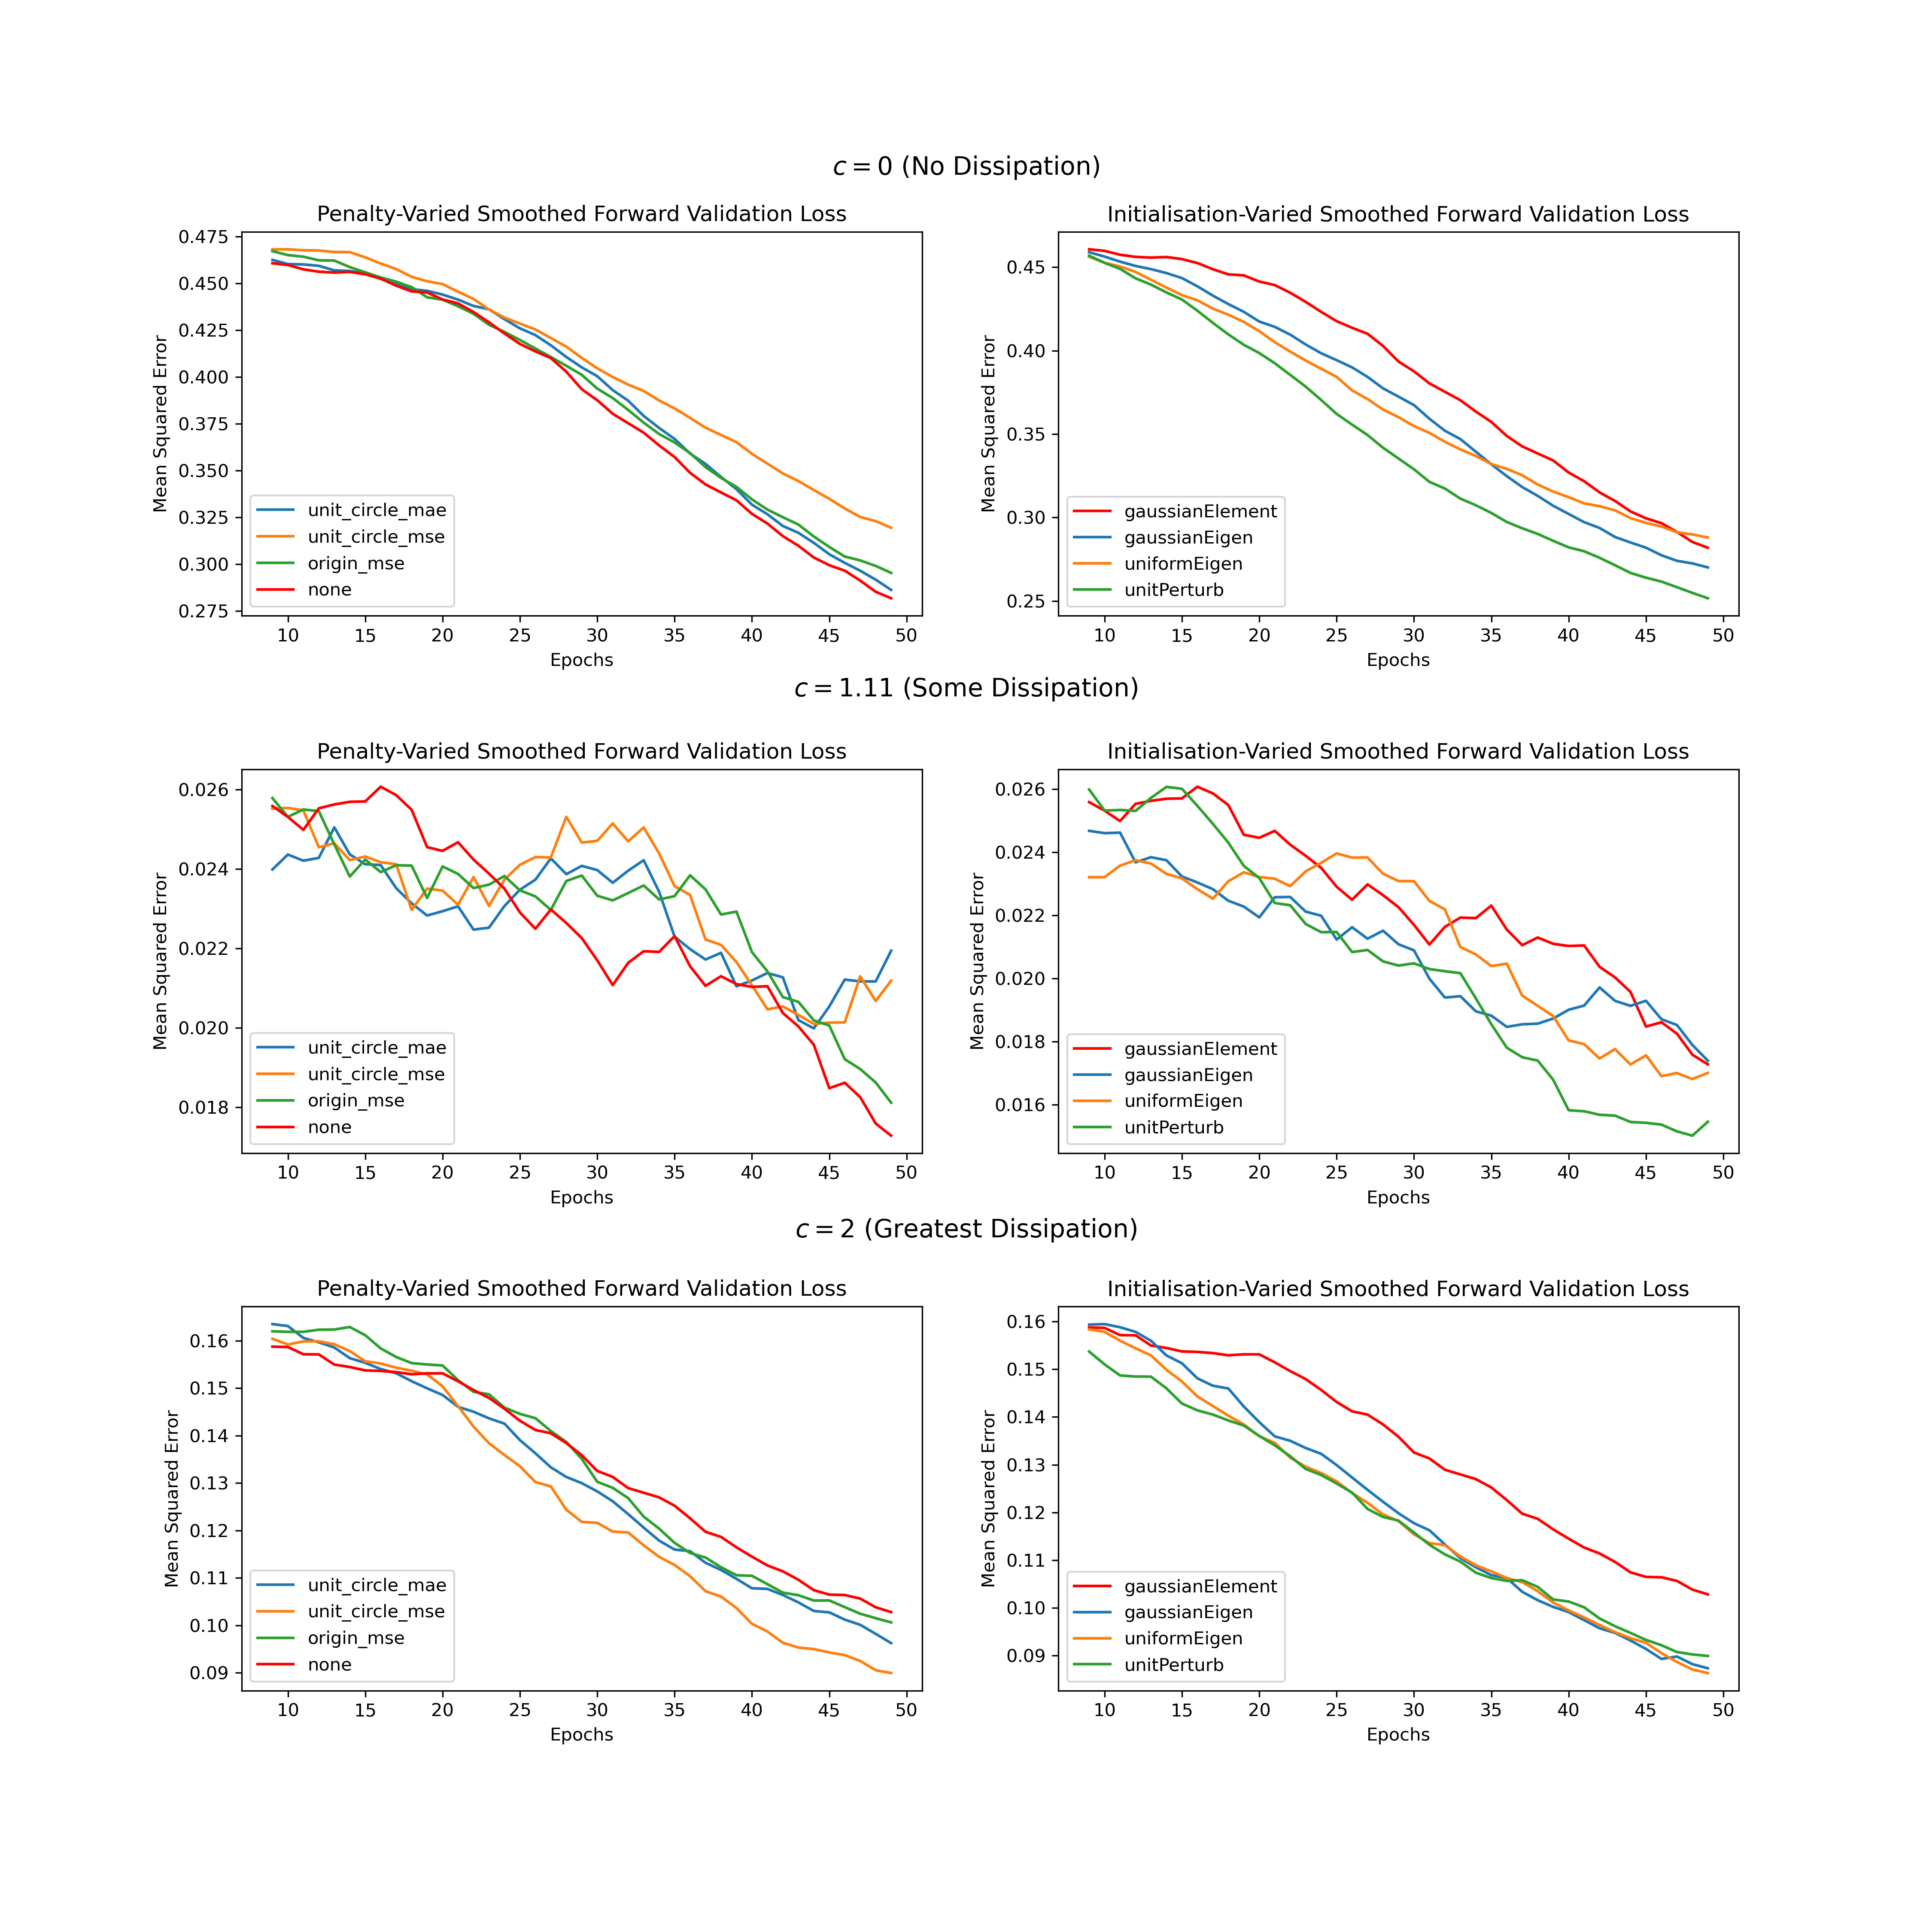 c = 0 (No Dissipation)
Penalty-Varied Smoothed Forward Validation Loss
0.475
0.450
0.425
0.400
0.375
0.350
0.325
0.300
0.275
Mean Squared Error
unit_circle_mae
unit_circle_mse
origin_mse
none
10 15 20 25 30 35 40 45 50
Epochs
Initialisation-Varied Smoothed Forward Validation Loss
0.45
0.40
0.35
0.30
0.25
Mean Squared Error
gaussianElement
gaussianEigen
uniformEigen
unitPerturb
10 15 20 25 30 35 40 45 50
Epochs
c = 1.11 (Some Dissipation)
Penalty-Varied Smoothed Forward Validation Loss
0.026
0.024
0.022
0.020
0.018
Mean Squared Error
unit_circle_mae
unit_circle_mse
origin_mse
none
10 15 20 25 30 35 40 45 50
Epochs
Initialisation-Varied Smoothed Forward Validation Loss
0.026
0.024
0.022
0.020
0.018
0.016
Mean Squared Error
gaussianElement
gaussianEigen
uniformEigen
unitPerturb
10 15 20 25 30 35 40 45 50
Epochs
c = 2 (Greatest Dissipation)
Penalty-Varied Smoothed Forward Validation Loss
0.16
0.15
0.14
0.13
0.12
0.11
0.10
0.09
Mean Squared Error
unit_circle_mae
unit_circle_mse
origin_mse
none
10 15 20 25 30 35 40 45 50
Epochs
Initialisation-Varied Smoothed Forward Validation Loss
0.16
0.15
0.14
0.13
0.12
0.11
0.10
0.09
Mean Squared Error
gaussianElement
gaussianEigen
uniformEigen
unitPerturb
10 15 20 25 30 35 40 45 50
Epochs